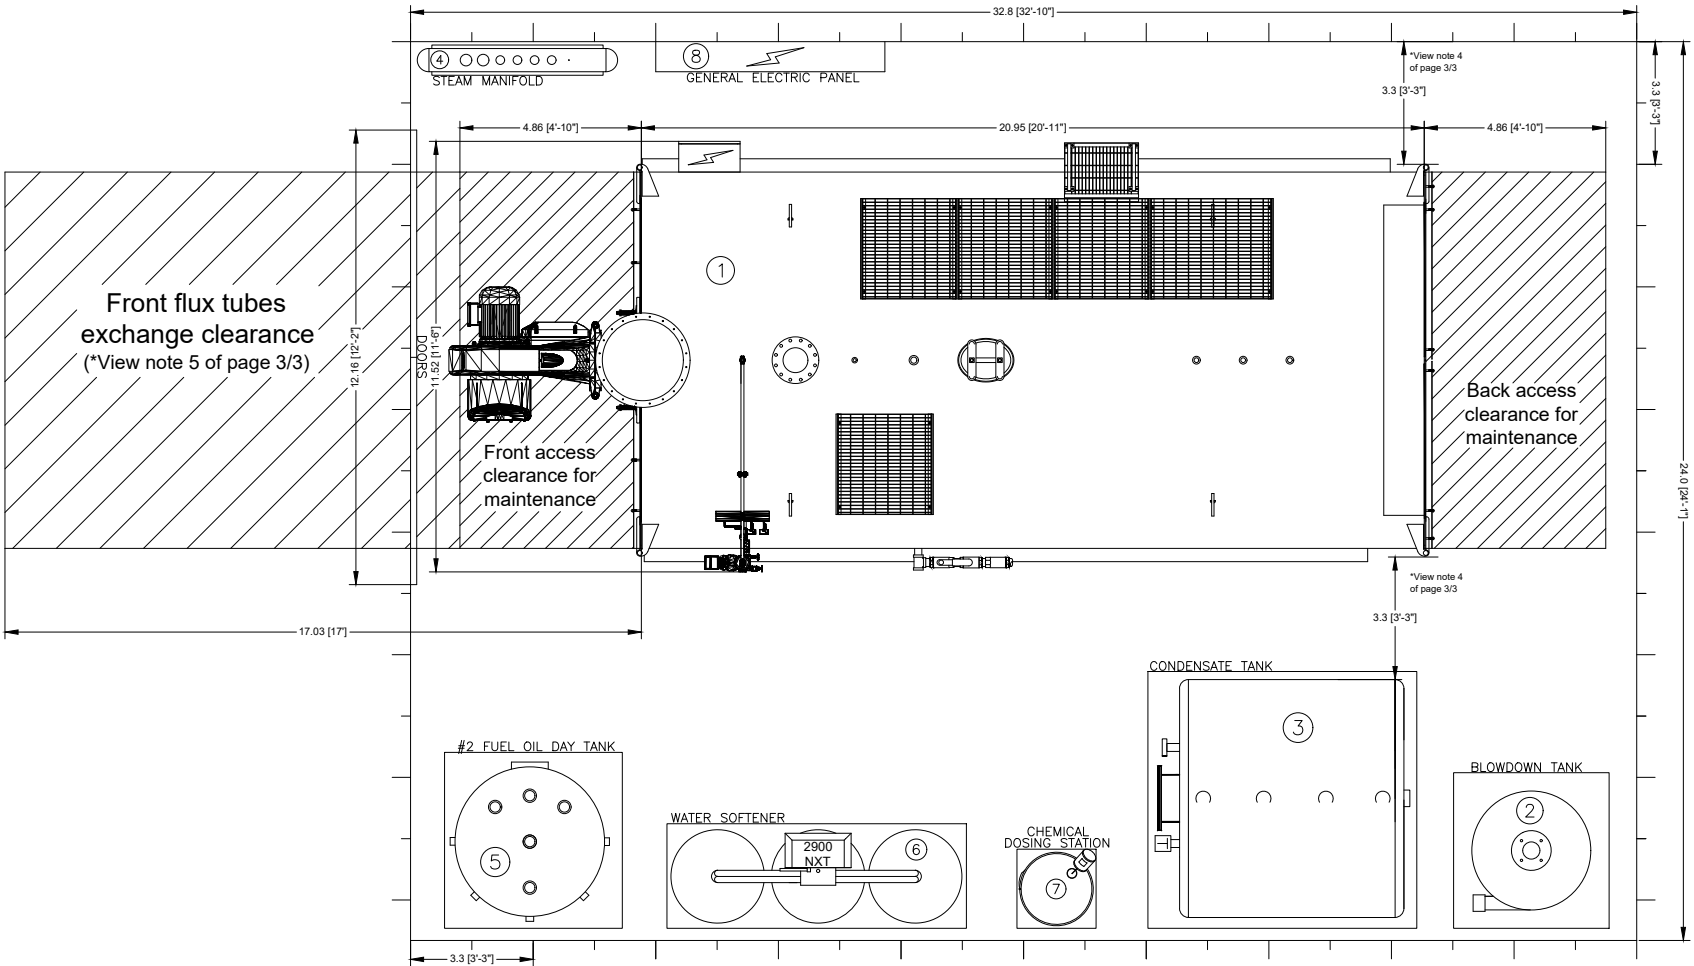 32.8 [32'-10"]
4
STEAM MANIFOLD
8
GENERAL ELECTRIC PANEL
*View note 4
of page 3/3
3.3 [3'-3"]
3.3 [3'-3"]
4.86 [4'-10"]
20.95 [20'-11"]
4.86 [4'-10"]
1
Front flux tubes
exchange clearance
(*View note 5 of page 3/3)
12.16 [12'-2"]
DOORS
11.52 [11'-6"]
Front access
clearance for
maintenance
Back access
clearance for
maintenance
24.0 [24'-1"]
*View note 4
of page 3/3
3.3 [3'-3"]
17.03 [17']
CONDENSATE TANK
3
#2 FUEL OIL DAY TANK
5
WATER SOFTENER
2900
NXT
6
CHEMICAL
DOSING STATION
7
BLOWDOWN TANK
2
3.3 [3'-3"]